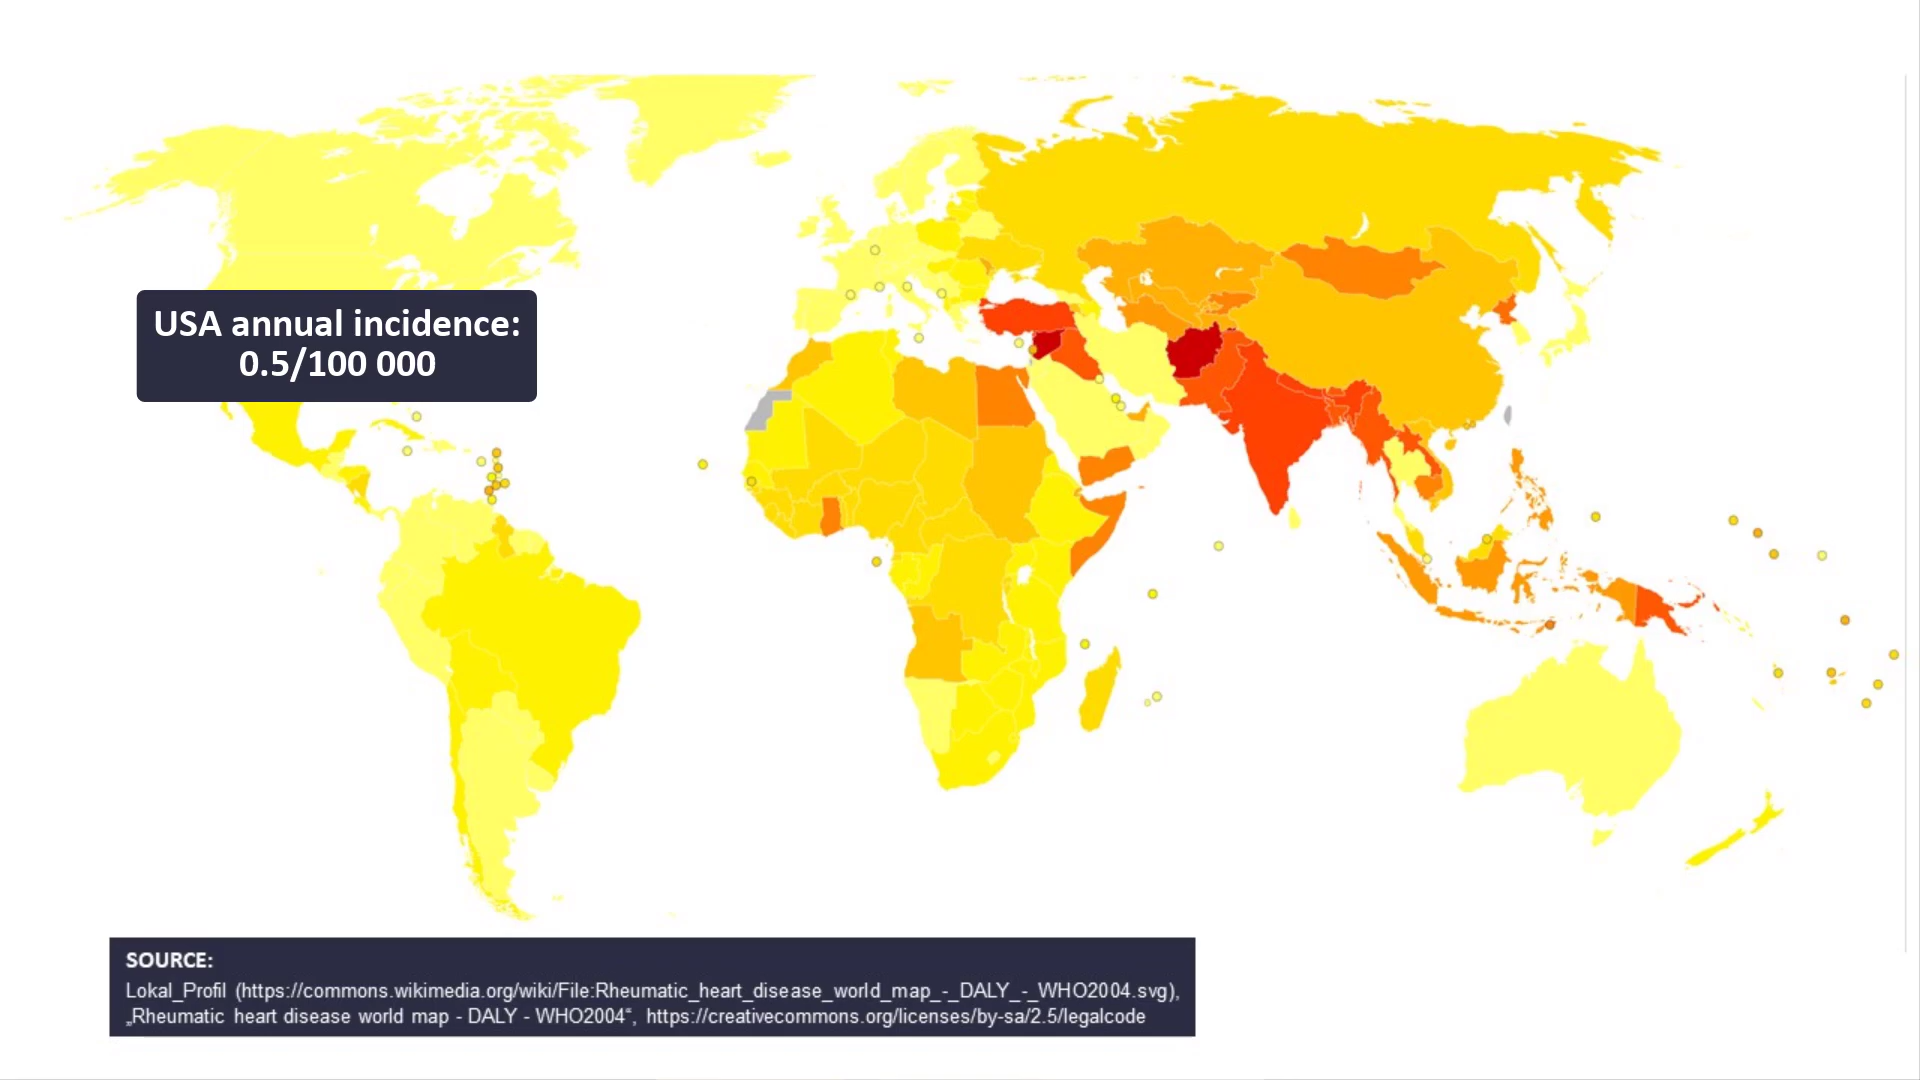 USA annual incidence:
0.5/100 000
SOURCE:
Lokal_Profil (https://commons.wikimedia.org/wiki/File:Rheumatic_heart_disease_world_map_-_DALY_-_WHO2004.svg),
„Rheumatic heart disease world map - DALY - WHO2004“, https://creativecommons.org/licenses/by-sa/2.5/legalcode